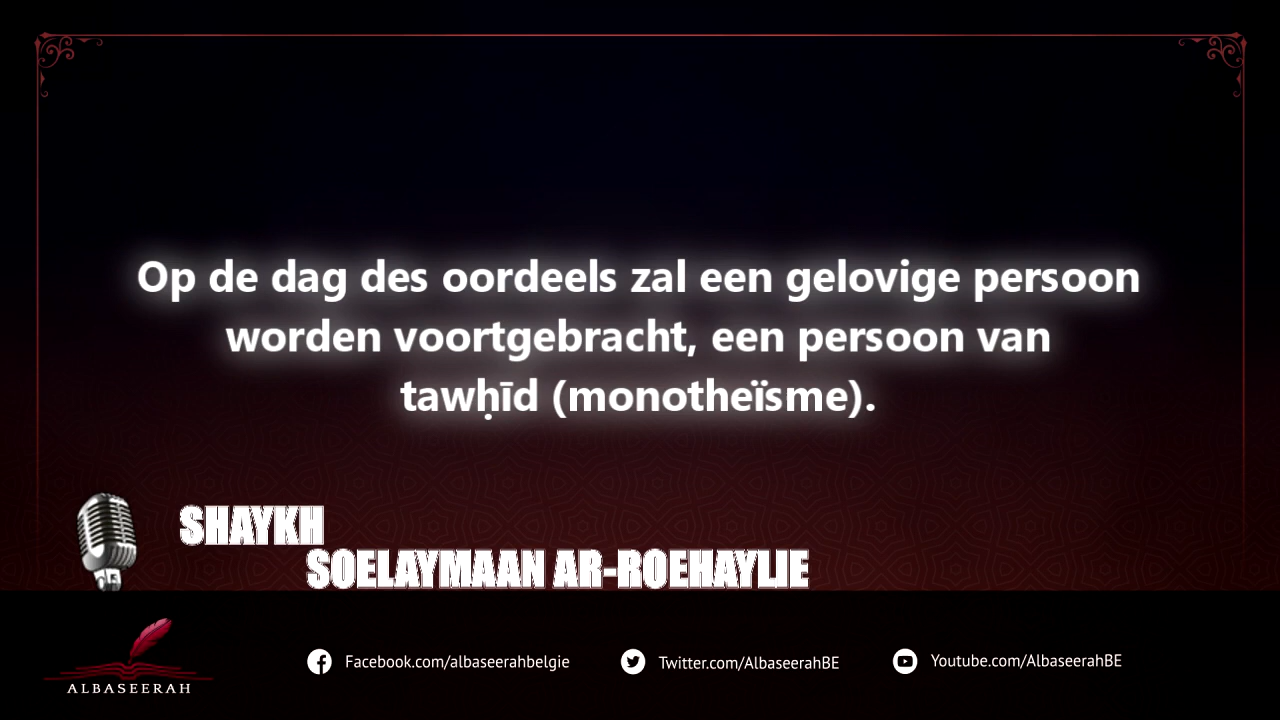 Op de dag des oordeels zal een gelovige persoon
worden voortgebracht, een persoon van
tawḥīd (monotheïsme).
SHAYKH
SOELAYMAAN AR-ROEHAYLIE
ALBASEERAH
Facebook.com/albaseerahbelgie
Twitter.com/AlbaseerahBE
Youtube.com/AlbaseerahBE